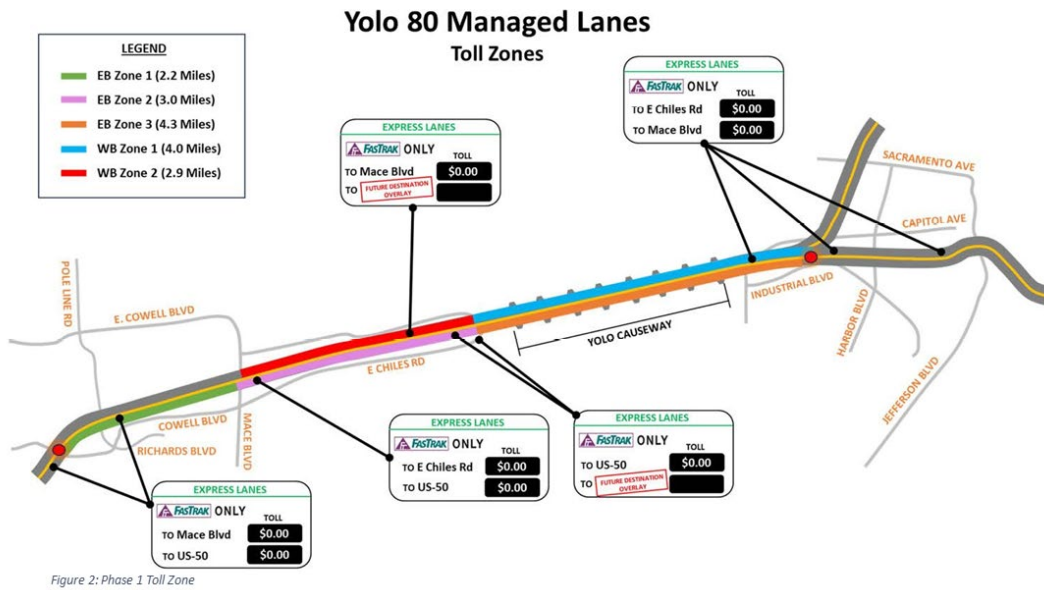 Yolo 80 Managed Lanes
Toll Zones
LEGEND
EB Zone 1 (2.2 Miles)
EB Zone 2 (3.0 Miles)
EB Zone 3 (4.3 Miles)
WB Zone 1 (4.0 Miles)
WB Zone 2 (2.9 Miles)
EXPRESS LANES
FASTRAK ONLY
TOLL
TO E Chiles Rd $0.00
TO Mace Blvd $0.00
EXPRESS LANES
FASTRAK ONLY
TOLL
TO Mace Blvd $0.00
TO FUTURE DESTINATION
OVERLAY
SACRAMENTO AVE
CAPITOL AVE
INDUSTRIAL BLVD
HARBOR BLVD
JEFFERSON BLVD
YOLO CAUSEWAY
POLE LINE RD
E. COWELL BLVD
E CHILES RD
COWELL BLVD
MACE BLVD
RICHARDS BLVD
EXPRESS LANES
FASTRAK ONLY
TOLL
TO E Chiles Rd $0.00
TO US-50 $0.00
EXPRESS LANES
FASTRAK ONLY
TOLL
TO US-50 $0.00
TO FUTURE DESTINATION
OVERLAY
EXPRESS LANES
FASTRAK ONLY
TOLL
TO Mace Blvd $0.00
TO US-50 $0.00
Figure 2: Phase 1 Toll Zone